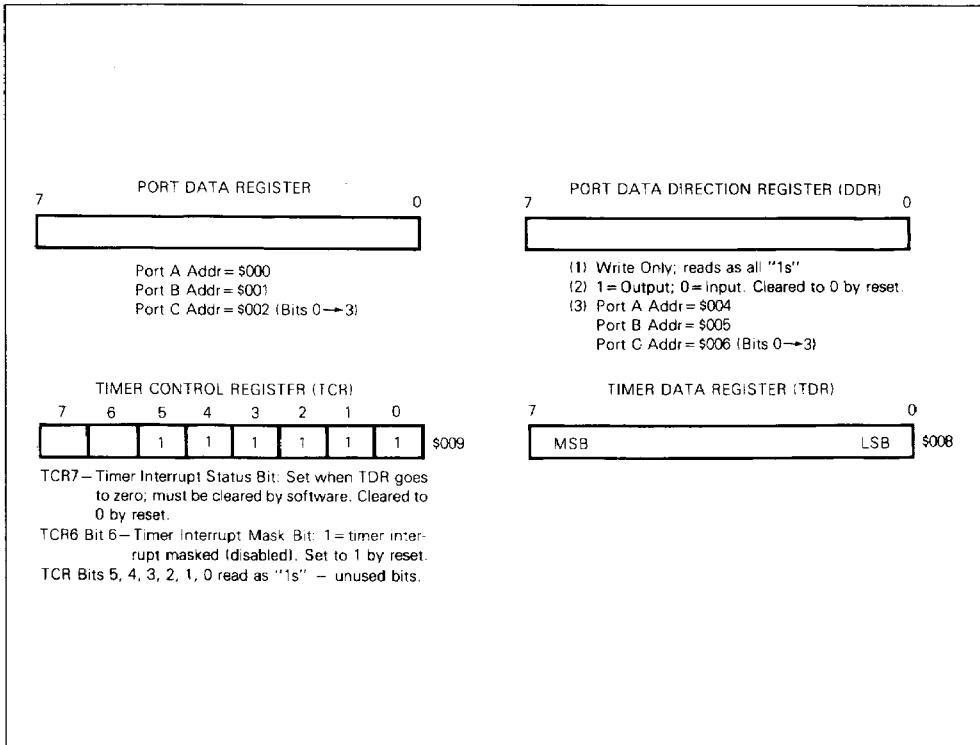 PORT DATA REGISTER
7 0
Port A Addr = $000
Port B Addr = $001
Port C Addr = $002 (Bits 0→3)
PORT DATA DIRECTION REGISTER (DDR)
7 0
(1) Write Only; reads as all "1s"
(2) 1 = Output; 0 = Input. Cleared to 0 by reset.
(3) Port A Addr = $004
Port B Addr = $005
Port C Addr = $006 (Bits 0→3)
TIMER CONTROL REGISTER (TCR)
7 6 5 4 3 2 1 0
1 1 1 1 1 1 $009
TCR7 – Timer Interrupt Status Bit: Set when TDR goes
to zero; must be cleared by software. Cleared to
0 by reset.
TCR6 Bit 6 – Timer Interrupt Mask Bit: 1 = timer inter-
rupt masked (disabled). Set to 1 by reset.
TCR Bits 5, 4, 3, 2, 1, 0 read as "1s" – unused bits.
TIMER DATA REGISTER (TDR)
7 0
MSB LSB $008